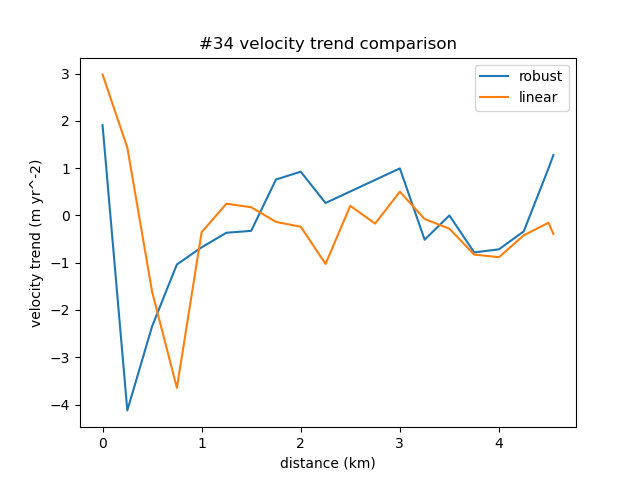 #34 velocity trend comparison
robust
linear
3
2
1
0
−1
−2
−3
−4
velocity trend (m yr^-2)
0 1 2 3 4
distance (km)